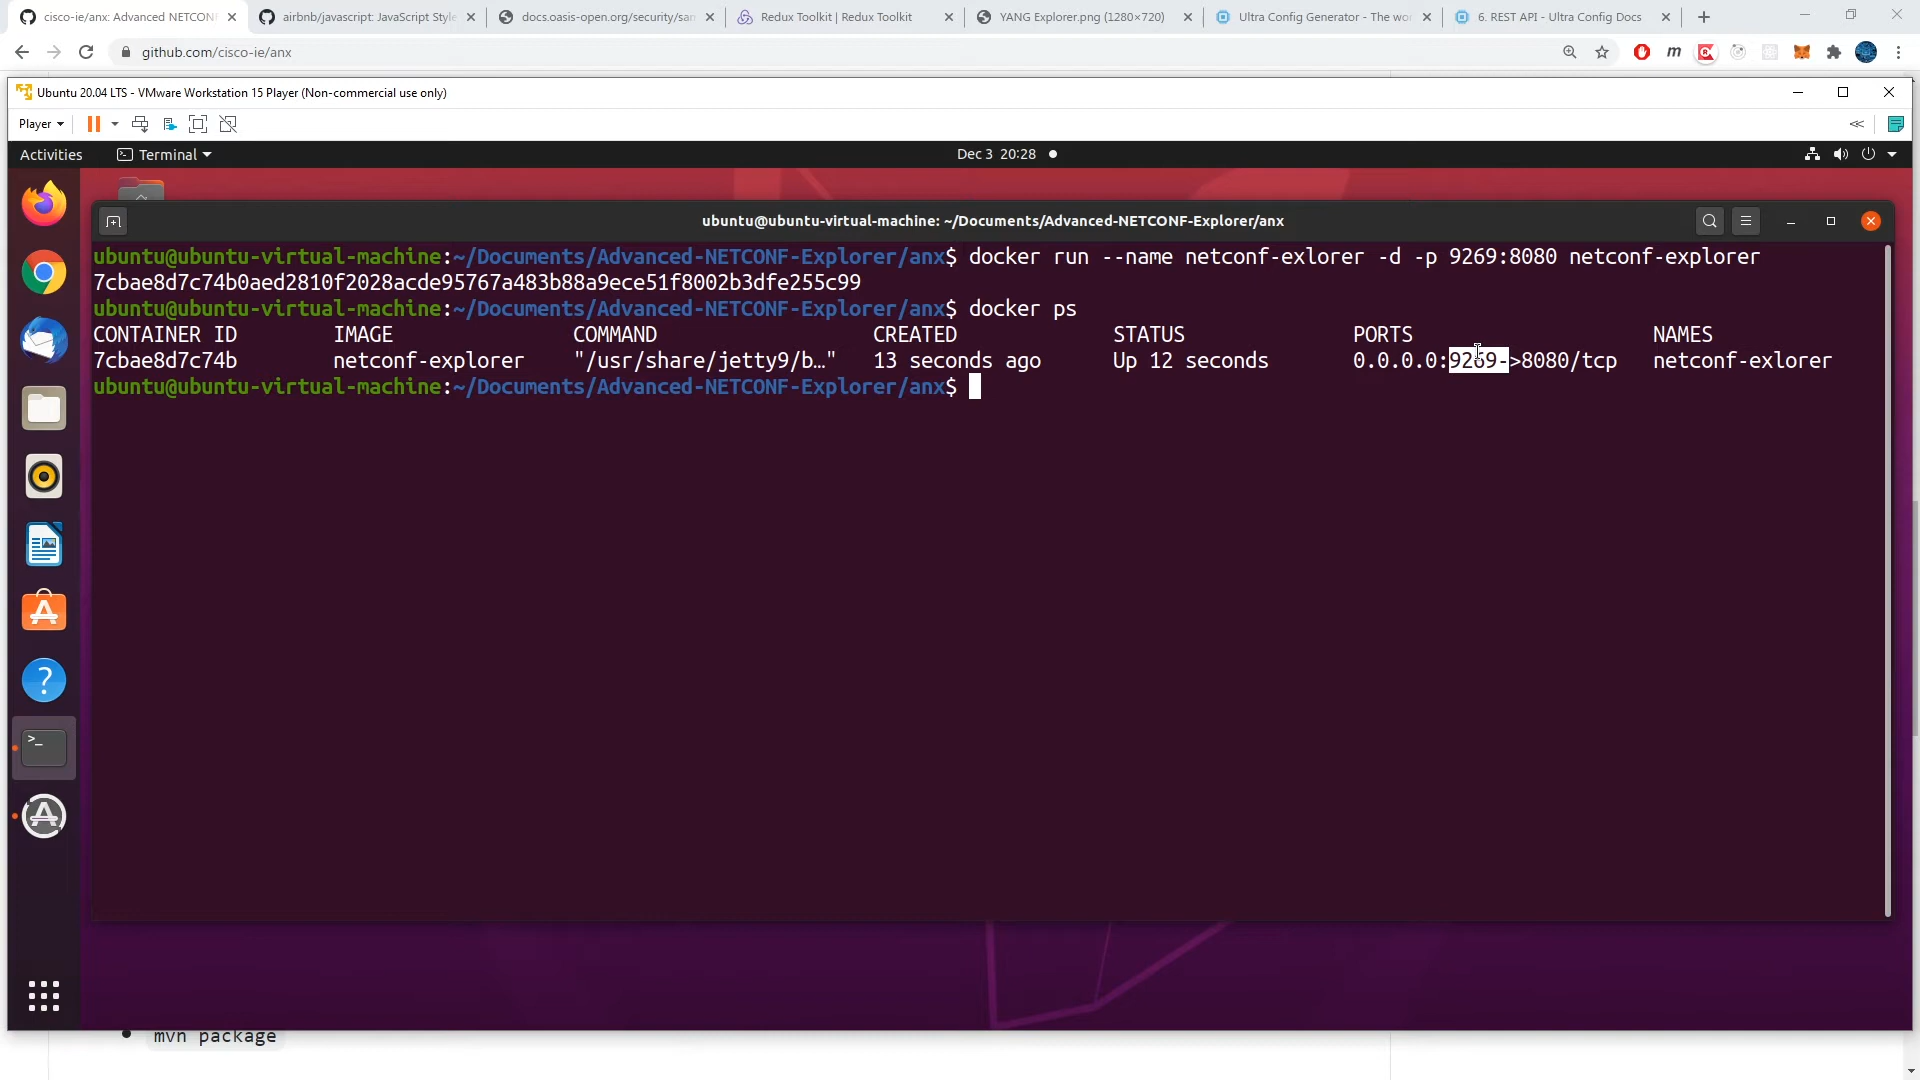 cisco-ie/anx: Advanced NETCONF
airbnb/javascript: JavaScript Style
docs.oasis-open.org/security/sam
Redux Toolkit | Redux Toolkit
YANG Explorer.png (1280×720)
Ultra Config Generator - The wo
6. REST API - Ultra Config Docs
github.com/cisco-ie/anx
Ubuntu 20.04 LTS - VMware Workstation 15 Player (Non-commercial use only)
Player
Activities
Terminal
Dec 3 20:28
ubuntu@ubuntu-virtual-machine: ~/Documents/Advanced-NETCONF-Explorer/anx
ubuntu@ubuntu-virtual-machine:~/Documents/Advanced-NETCONF-Explorer/anx$ docker run --name netconf-exlorer -d -p 9269:8080 netconf-explorer
7cbae8d7c74b0aed2810f2028acde95767a483b88a9ece51f8002b3dfe255c99
ubuntu@ubuntu-virtual-machine:~/Documents/Advanced-NETCONF-Explorer/anx$ docker ps
CONTAINER ID IMAGE COMMAND CREATED STATUS PORTS NAMES
7cbae8d7c74b netconf-explorer "/usr/share/jetty9/b…" 13 seconds ago Up 12 seconds 0.0.0.0:9269->8080/tcp netconf-exlorer
ubuntu@ubuntu-virtual-machine:~/Documents/Advanced-NETCONF-Explorer/anx$
mvn package